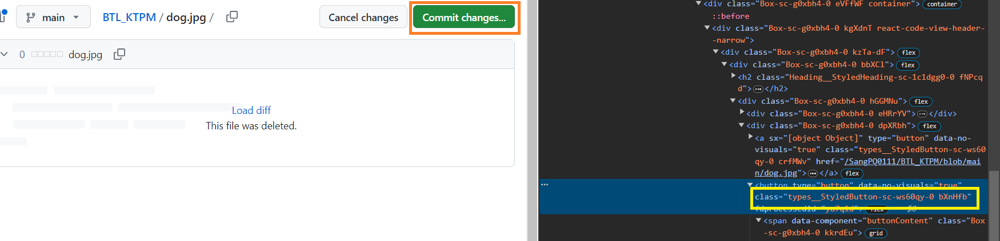 main
BTL_KTPM / dog.jpg /
Cancel changes
Commit changes...
0 dog.jpg
Load diff
This file was deleted.
<div class="Box-sc-g0xbh4-0 eVFfWF container"> container
::before
<div class="Box-sc-g0xbh4-0 kgXdnT react-code-view-header-
-narrow">
<div class="Box-sc-g0xbh4-0 kzTa-dF"> flex
<div class="Box-sc-g0xbh4-0 bbXCl"> flex
<h2 class="Heading__StyledHeading-sc-1c1dgg0-0 fNPcq
d"> … </h2>
<div class="Box-sc-g0xbh4-0 hGGMNu"> flex
<div class="Box-sc-g0xbh4-0 eHRrYV"> … </div>
<div class="Box-sc-g0xbh4-0 dpXRbh"> flex
<a sx="[object Object]" type="button" data-no-
visuals="true" class="types__StyledButton-sc-ws60
qy-0 crfMWv" href="/SangPQ0111/BTL_KTPM/blob/mai
n/dog.jpg"> … </a> flex
<button type="button" data-no-visuals="true"
class="types__StyledButton-sc-ws60qy-0 bXnHfb"
fdprocessedid="ya7q1d"> flex == $0
<span data-component="buttonContent" class="Box
-sc-g0xbh4-0 kkrdEu"> grid